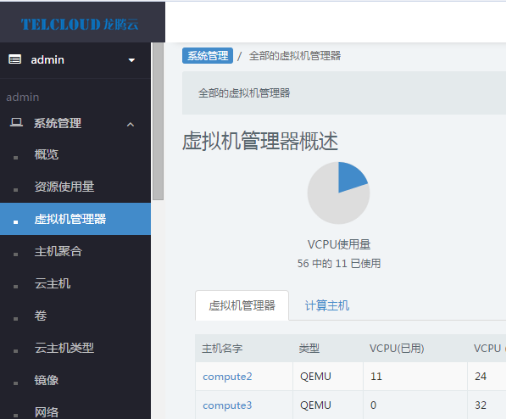 TELCLOUD 龙腾云
admin
admin
系统管理
概览
资源使用量
虚拟机管理器
主机聚合
云主机
卷
云主机类型
镜像
网络
系统管理 / 全部的虚拟机管理器
全部的虚拟机管理器
虚拟机管理器概述
VCPU使用量
56 中的 11 已使用
虚拟机管理器 计算主机
主机名字 类型 VCPU(已用) VCPU
compute2 QEMU 11 24
compute3 QEMU 0 32